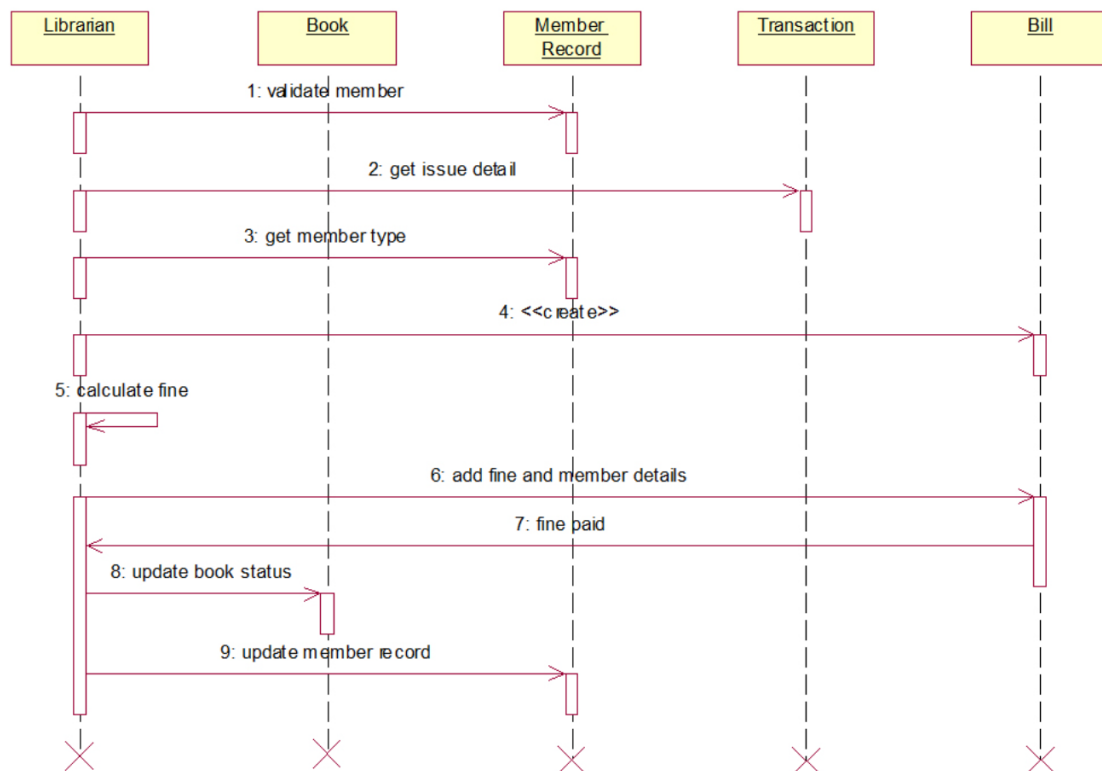 Librarian
Book
Member
Record
Transaction
Bill
1: validate member
2: get issue detail
3: get member type
4: <<create>>
5: calculate fine
6: add fine and member details
7: fine paid
8: update book status
9: update member record